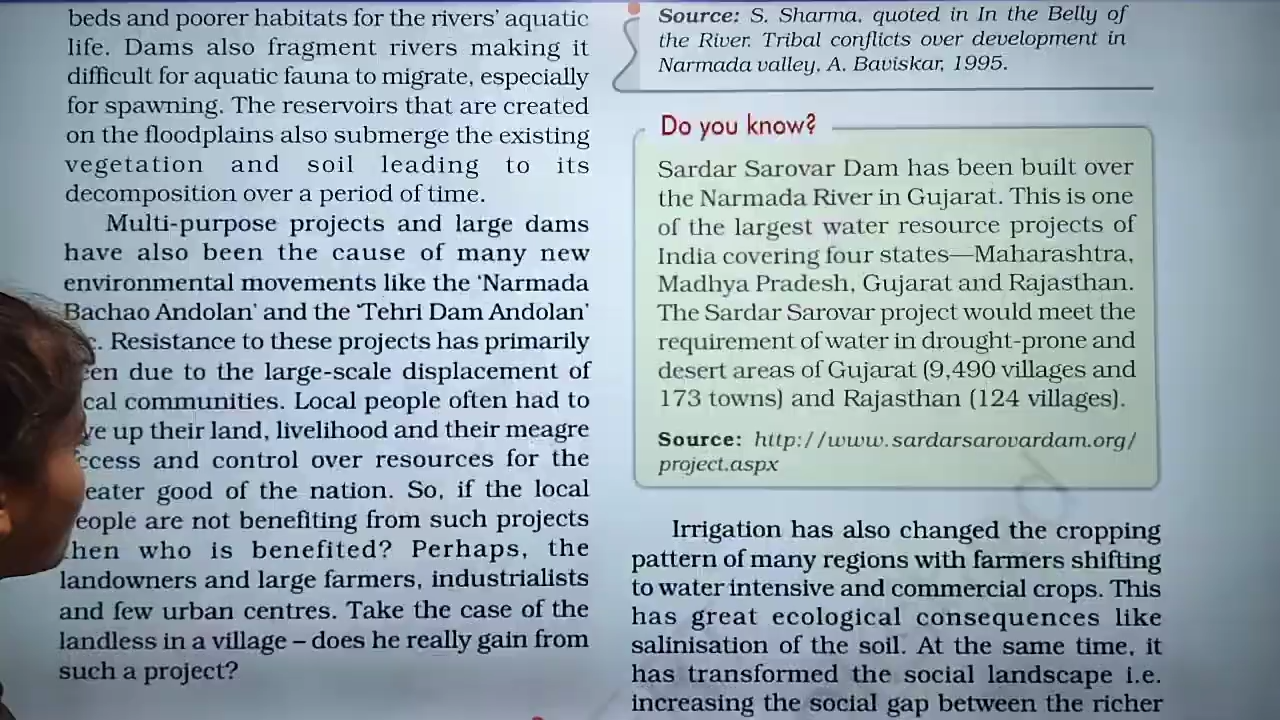 beds and poorer habitats for the rivers' aquatic
life. Dams also fragment rivers making it
difficult for aquatic fauna to migrate, especially
for spawning. The reservoirs that are created
on the floodplains also submerge the existing
vegetation and soil leading to its
decomposition over a period of time.
Multi-purpose projects and large dams
have also been the cause of many new
environmental movements like the 'Narmada
Bachao Andolan' and the 'Tehri Dam Andolan'
. Resistance to these projects has primarily
due to the large-scale displacement of
communities. Local people often had to
up their land, livelihood and their meagre
and control over resources for the
good of the nation. So, if the local
are not benefiting from such projects
who is benefited? Perhaps, the
landowners and large farmers, industrialists
and few urban centres. Take the case of the
landless in a village – does he really gain from
such a project?
Source: S. Sharma, quoted in In the Belly of
the River. Tribal conflicts over development in
Narmada valley, A. Baviskar, 1995.
Do you know?
Sardar Sarovar Dam has been built over
the Narmada River in Gujarat. This is one
of the largest water resource projects of
India covering four states—Maharashtra,
Madhya Pradesh, Gujarat and Rajasthan.
The Sardar Sarovar project would meet the
requirement of water in drought-prone and
desert areas of Gujarat (9,490 villages and
173 towns) and Rajasthan (124 villages).
Source: http://www.sardarsarovardam.org/
project.aspx
Irrigation has also changed the cropping
pattern of many regions with farmers shifting
to water intensive and commercial crops. This
has great ecological consequences like
salinisation of the soil. At the same time, it
has transformed the social landscape i.e.
increasing the social gap between the richer